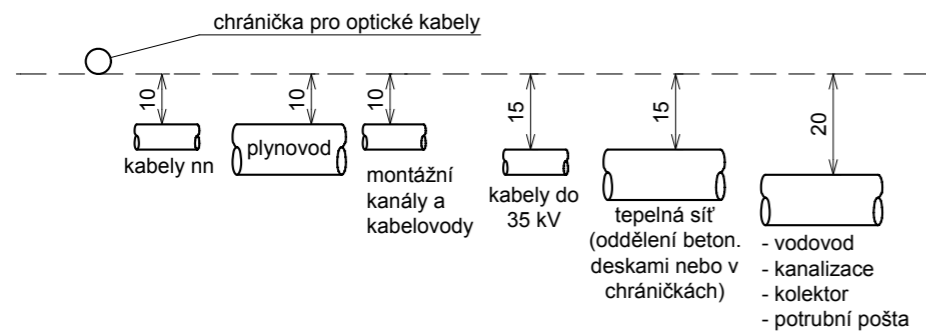 chránička pro optické kabely
10
10
10
15
15
20
kabely nn
plynovod
montážní
kanály a
kabelovody
kabely do
35 kV
tepelná síť
(oddělení beton.
deskami nebo v
chráničkách)
- vodovod
- kanalizace
- kolektor
- potrubní pošta